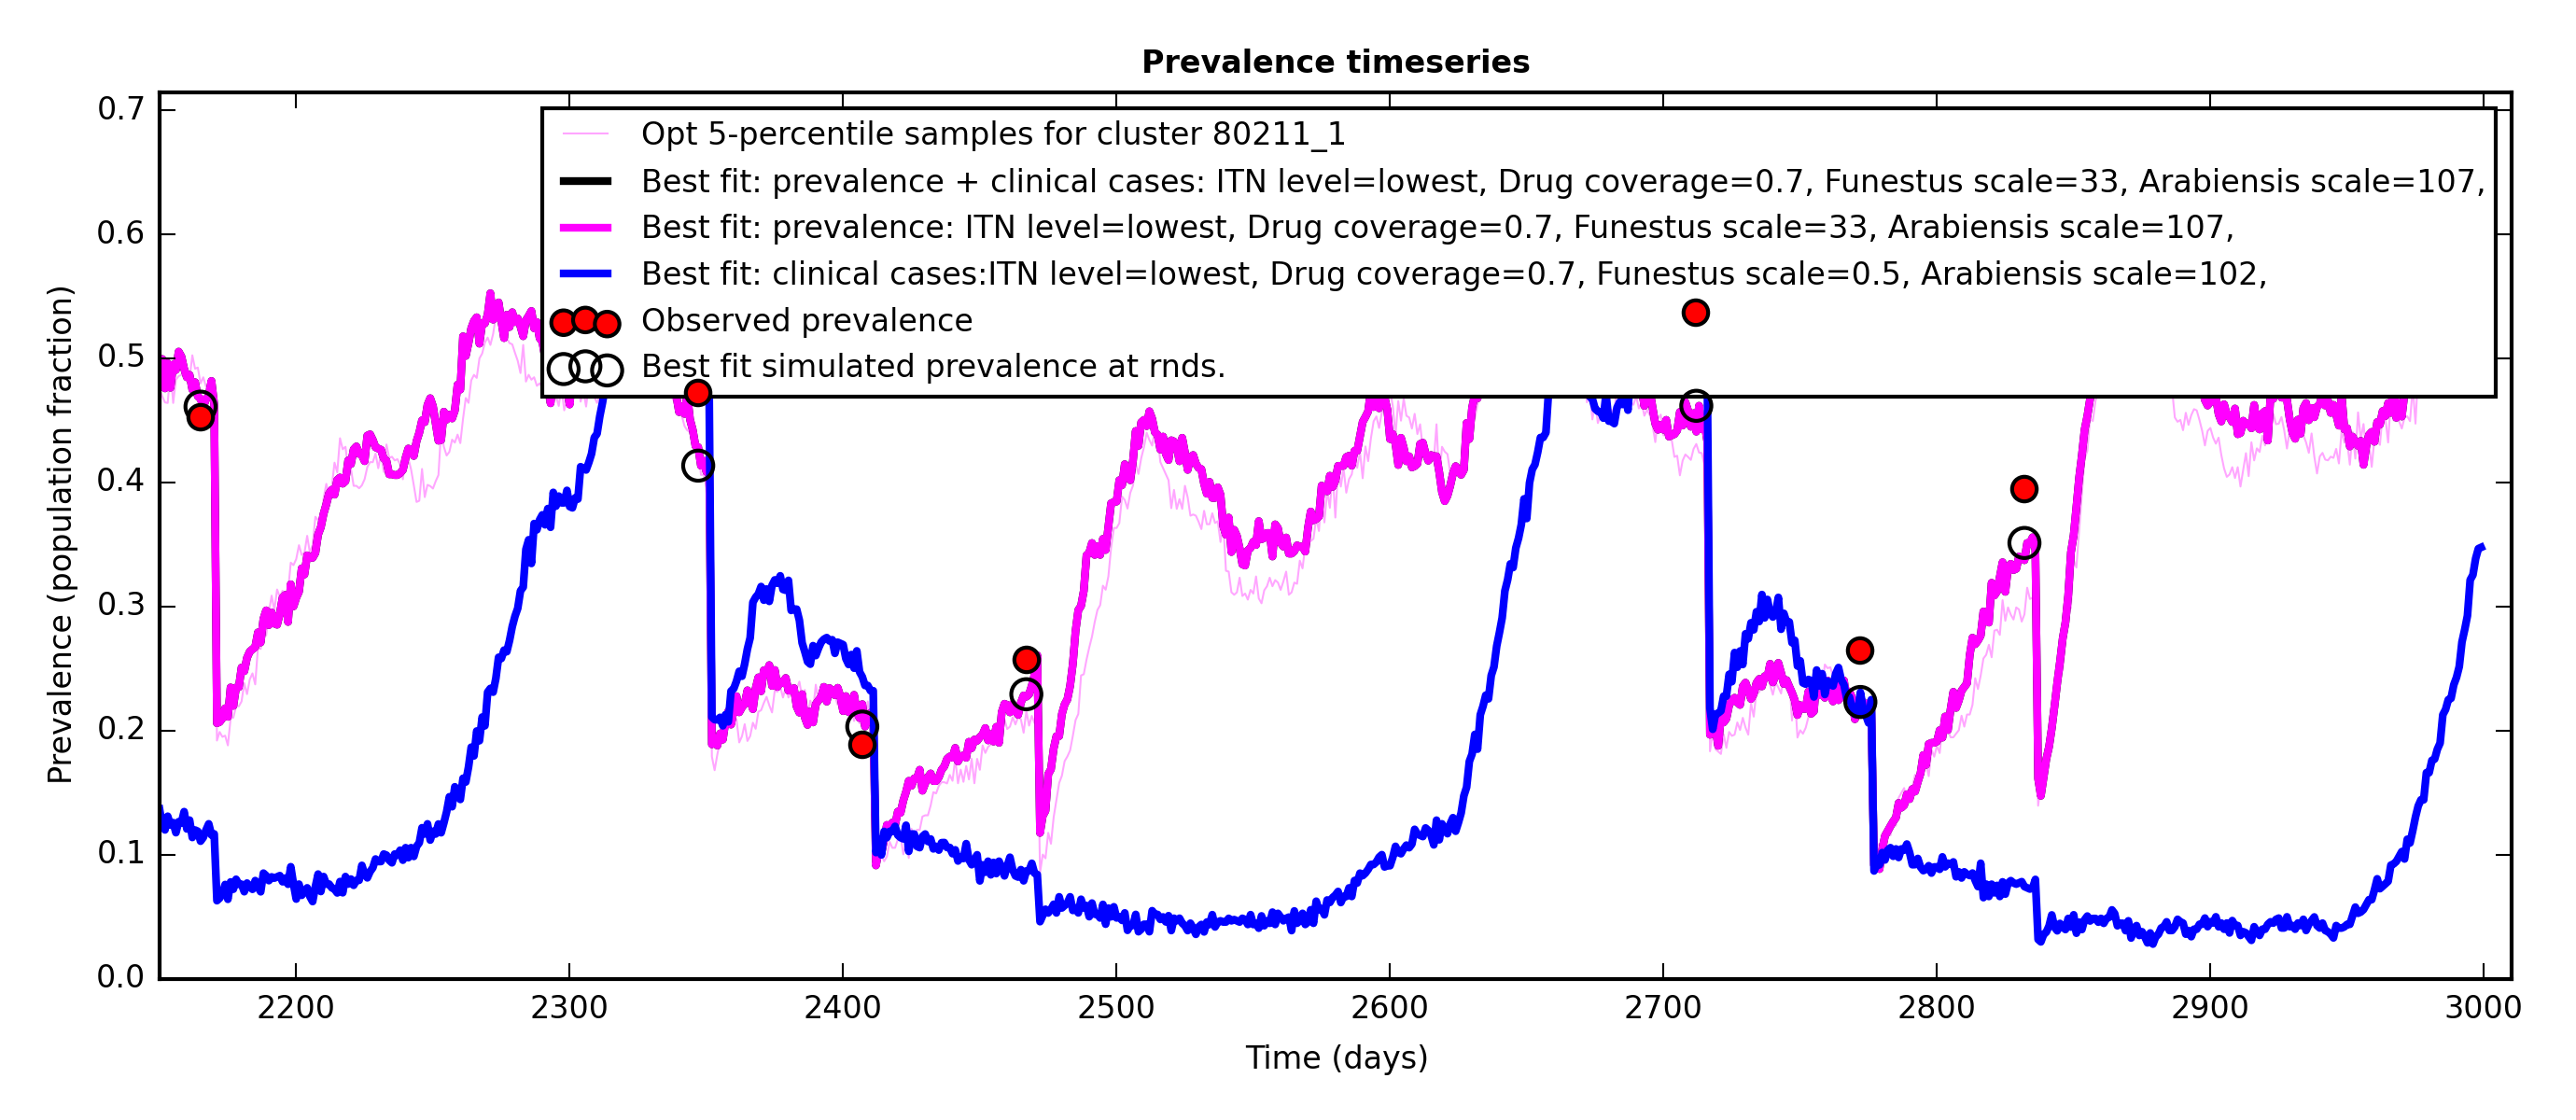 Prevalence timeseries
0.7
0.6
0.5
0.4
0.3
0.2
0.1
0.0
Prevalence (population fraction)
Opt 5-percentile samples for cluster 80211_1
Best fit: prevalence + clinical cases: ITN level=lowest, Drug coverage=0.7, Funestus scale=33, Arabiensis scale=107,
Best fit: prevalence: ITN level=lowest, Drug coverage=0.7, Funestus scale=33, Arabiensis scale=107,
Best fit: clinical cases:ITN level=lowest, Drug coverage=0.7, Funestus scale=0.5, Arabiensis scale=102,
Observed prevalence
Best fit simulated prevalence at rnds.
2200 2300 2400 2500 2600 2700 2800 2900 3000
Time (days)